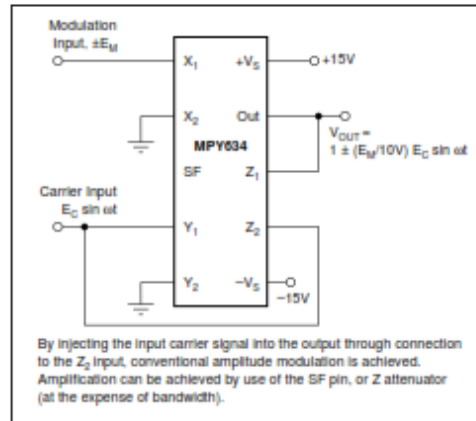 Modulation
Input, ±E_M
X₁
+V_S
+15V
X₂
Out
MPY634
V_OUT =
1 ± (E_M/10V) E_C sin ωt
SF
Z₁
Carrier Input
E_C sin ωt
Y₁
Z₂
Y₂
−V_S
−15V
By injecting the input carrier signal into the output through connection
to the Z₂ input, conventional amplitude modulation is achieved.
Amplification can be achieved by use of the SF pin, or Z attenuator
(at the expense of bandwidth).